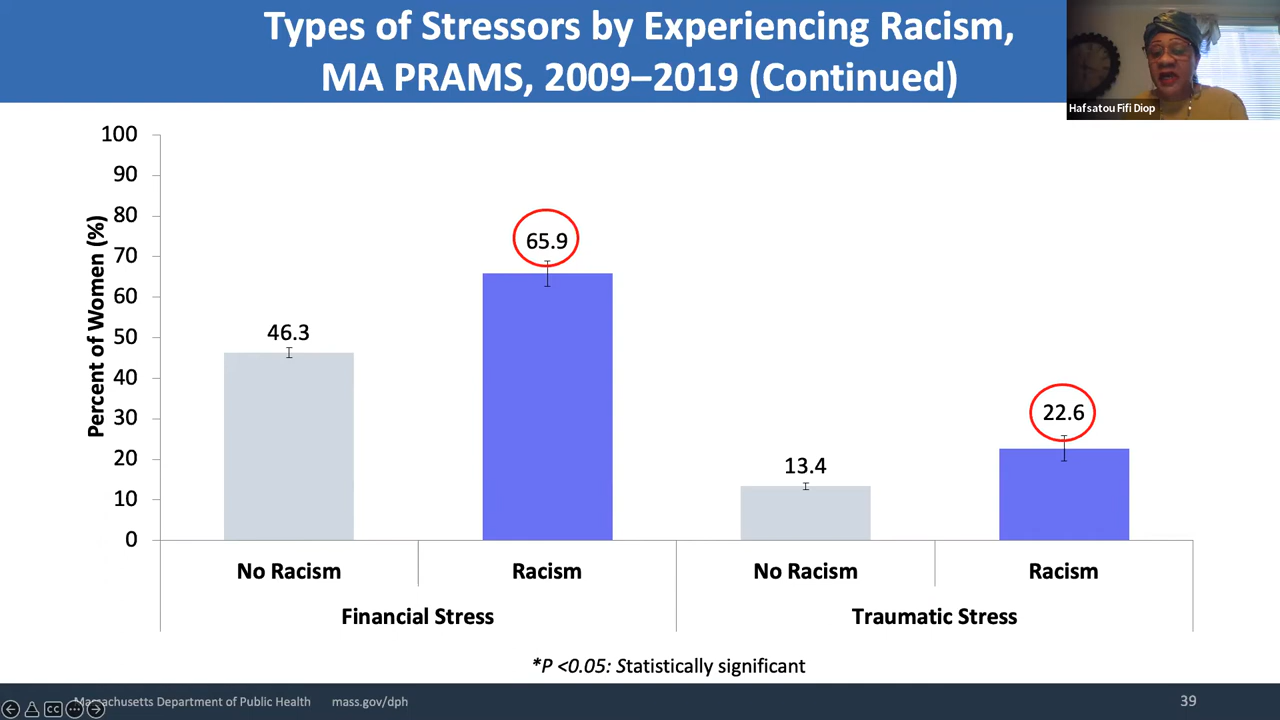 Types of Stressors by Experiencing Racism,
MA PRAMS, 2009–2019 (Continued)
Hafsatou Fifi Diop
Percent of Women (%)
100
90
80
70
60
50
40
30
20
10
0
46.3
65.9
13.4
22.6
No Racism
Racism
No Racism
Racism
Financial Stress
Traumatic Stress
*P <0.05: Statistically significant
CC
Massachusetts Department of Public Health
mass.gov/dph
39